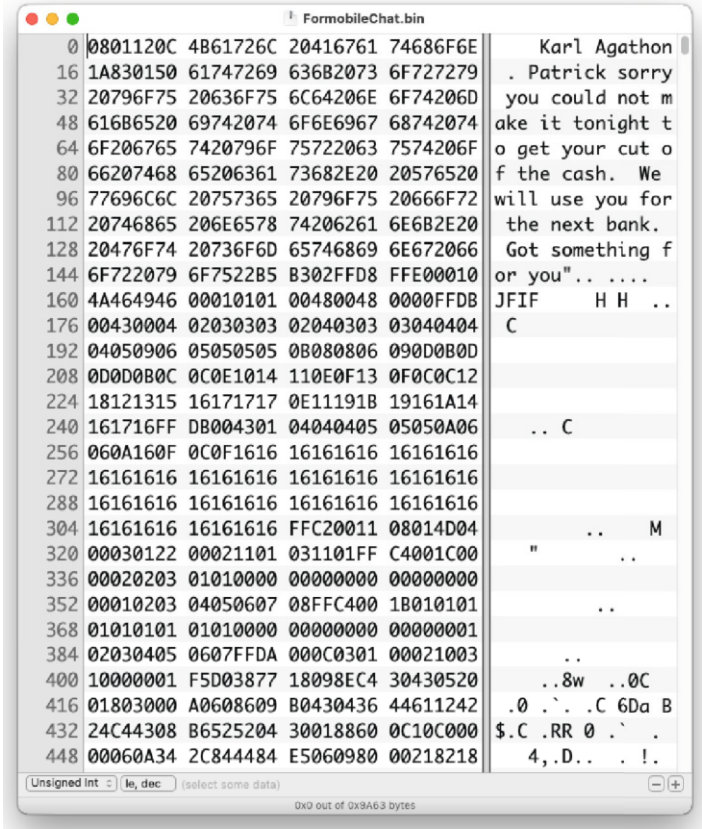 FormobileChat.bin
0 0801120C 4B61726C 20416761 74686F6E Karl Agathon
16 1A830150 61747269 636B2073 6F727279 . Patrick sorry
32 20796F75 20636F75 6C64206E 6F74206D you could not m
48 616B6520 69742074 6F6E6967 68742074 ake it tonight t
64 6F206765 7420796F 75722063 7574206F o get your cut o
80 66207468 65206361 73682E20 20576520 f the cash.  We
96 77696C6C 20757365 20796F75 20666F72 will use you for
112 20746865 206E6578 74206261 6E6B2E20 the next bank.
128 20476F74 20736F6D 65746869 6E672066 Got something f
144 6F722079 6F7522B5 B302FFD8 FFE00010 or you".. ....
160 4A464946 00010101 00480048 0000FFDB JFIF H H ..
176 00430004 02030303 02040303 03040404 C
192 04050906 05050505 0B080806 090D0B0D
208 0D0D0B0C 0C0E1014 110E0F13 0F0C0C12
224 18121315 16171717 0E11191B 19161A14
240 161716FF DB004301 04040405 05050A06 .. C
256 060A160F 0C0F1616 16161616 16161616
272 16161616 16161616 16161616 16161616
288 16161616 16161616 16161616 16161616
304 16161616 16161616 FFC20011 08014D04 .. M
320 00030122 00021101 031101FF C4001C00 " ..
336 00020203 01010000 00000000 00000000
352 00010203 04050607 08FFC400 1B010101 ..
368 01010101 01010000 00000000 00000001
384 02030405 0607FFDA 000C0301 00021003 ..
400 10000001 F5D03877 18098EC4 30430520 ..8w ..0C
416 01803000 A0608609 B0430436 44611242 .0 .`. .C 6Da B
432 24C44308 B6525204 30018860 0C10C000 $.C .RR 0 .` .
448 00060A34 2C844484 E5060980 00218218 4,.D.. . !.
Unsigned Int le, dec (select some data)
0x0 out of 0x9A63 bytes